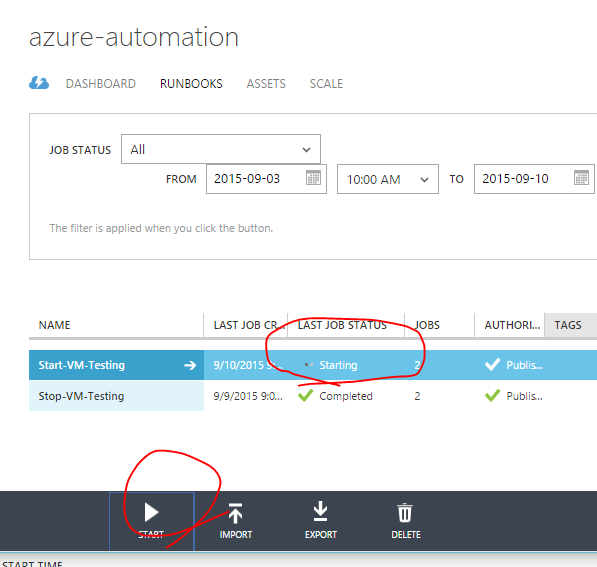 azure-automation
DASHBOARD RUNBOOKS ASSETS SCALE
JOB STATUS All
FROM 2015-09-03 10:00 AM TO 2015-09-10
The filter is applied when you click the button.
NAME LAST JOB CR... LAST JOB STATUS JOBS AUTHORI... TAGS
Start-VM-Testing 9/10/2015 9:... Starting 2 Publis...
Stop-VM-Testing 9/9/2015 9:0... Completed 2 Publis...
START IMPORT EXPORT DELETE
START TIME